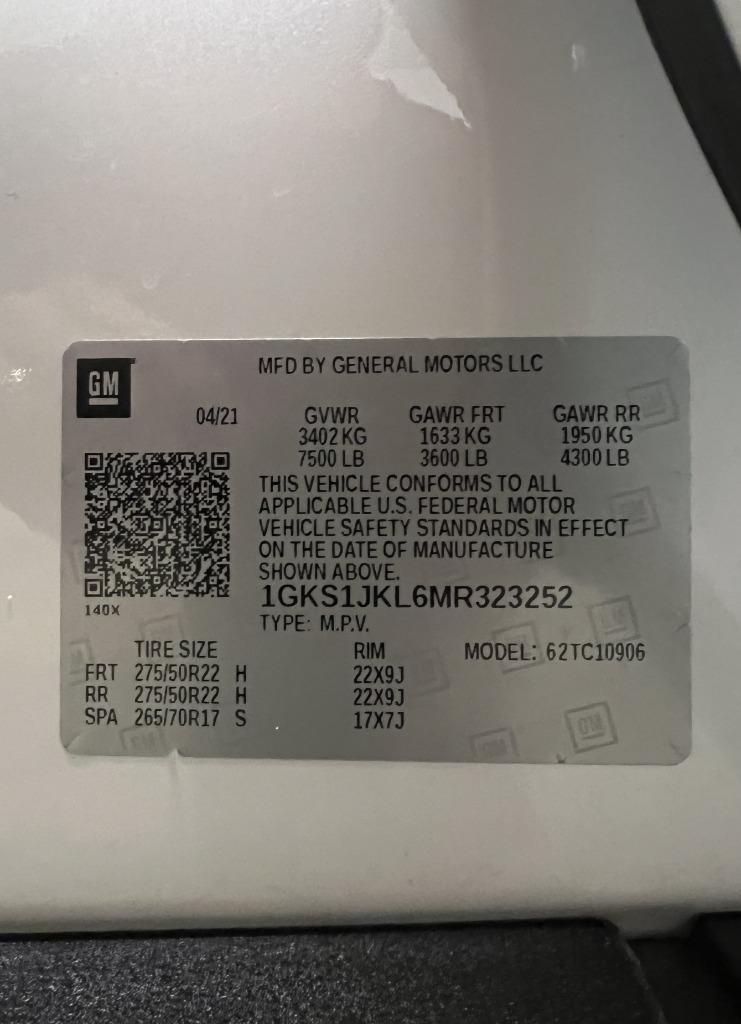 GM
MFD BY GENERAL MOTORS LLC
04/21 GVWR GAWR FRT GAWR RR
3402 KG 1633 KG 1950 KG
7500 LB 3600 LB 4300 LB
THIS VEHICLE CONFORMS TO ALL
APPLICABLE U.S. FEDERAL MOTOR
VEHICLE SAFETY STANDARDS IN EFFECT
ON THE DATE OF MANUFACTURE
SHOWN ABOVE.
140X
1GKS1JKL6MR323252
TYPE: M.P.V.
TIRE SIZE RIM MODEL: 62TC10906
FRT 275/50R22 H 22X9J
RR 275/50R22 H 22X9J
SPA 265/70R17 S 17X7J
GM